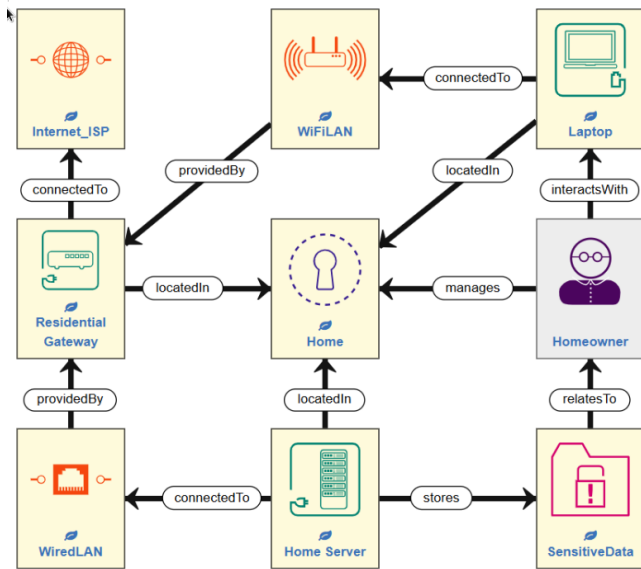 connectedTo
Internet_ISP
WiFiLAN
Laptop
providedBy
locatedIn
connectedTo
interactsWith
locatedIn
manages
Residential
Gateway
Home
Homeowner
providedBy
locatedIn
relatesTo
connectedTo
stores
WiredLAN
Home Server
SensitiveData
!